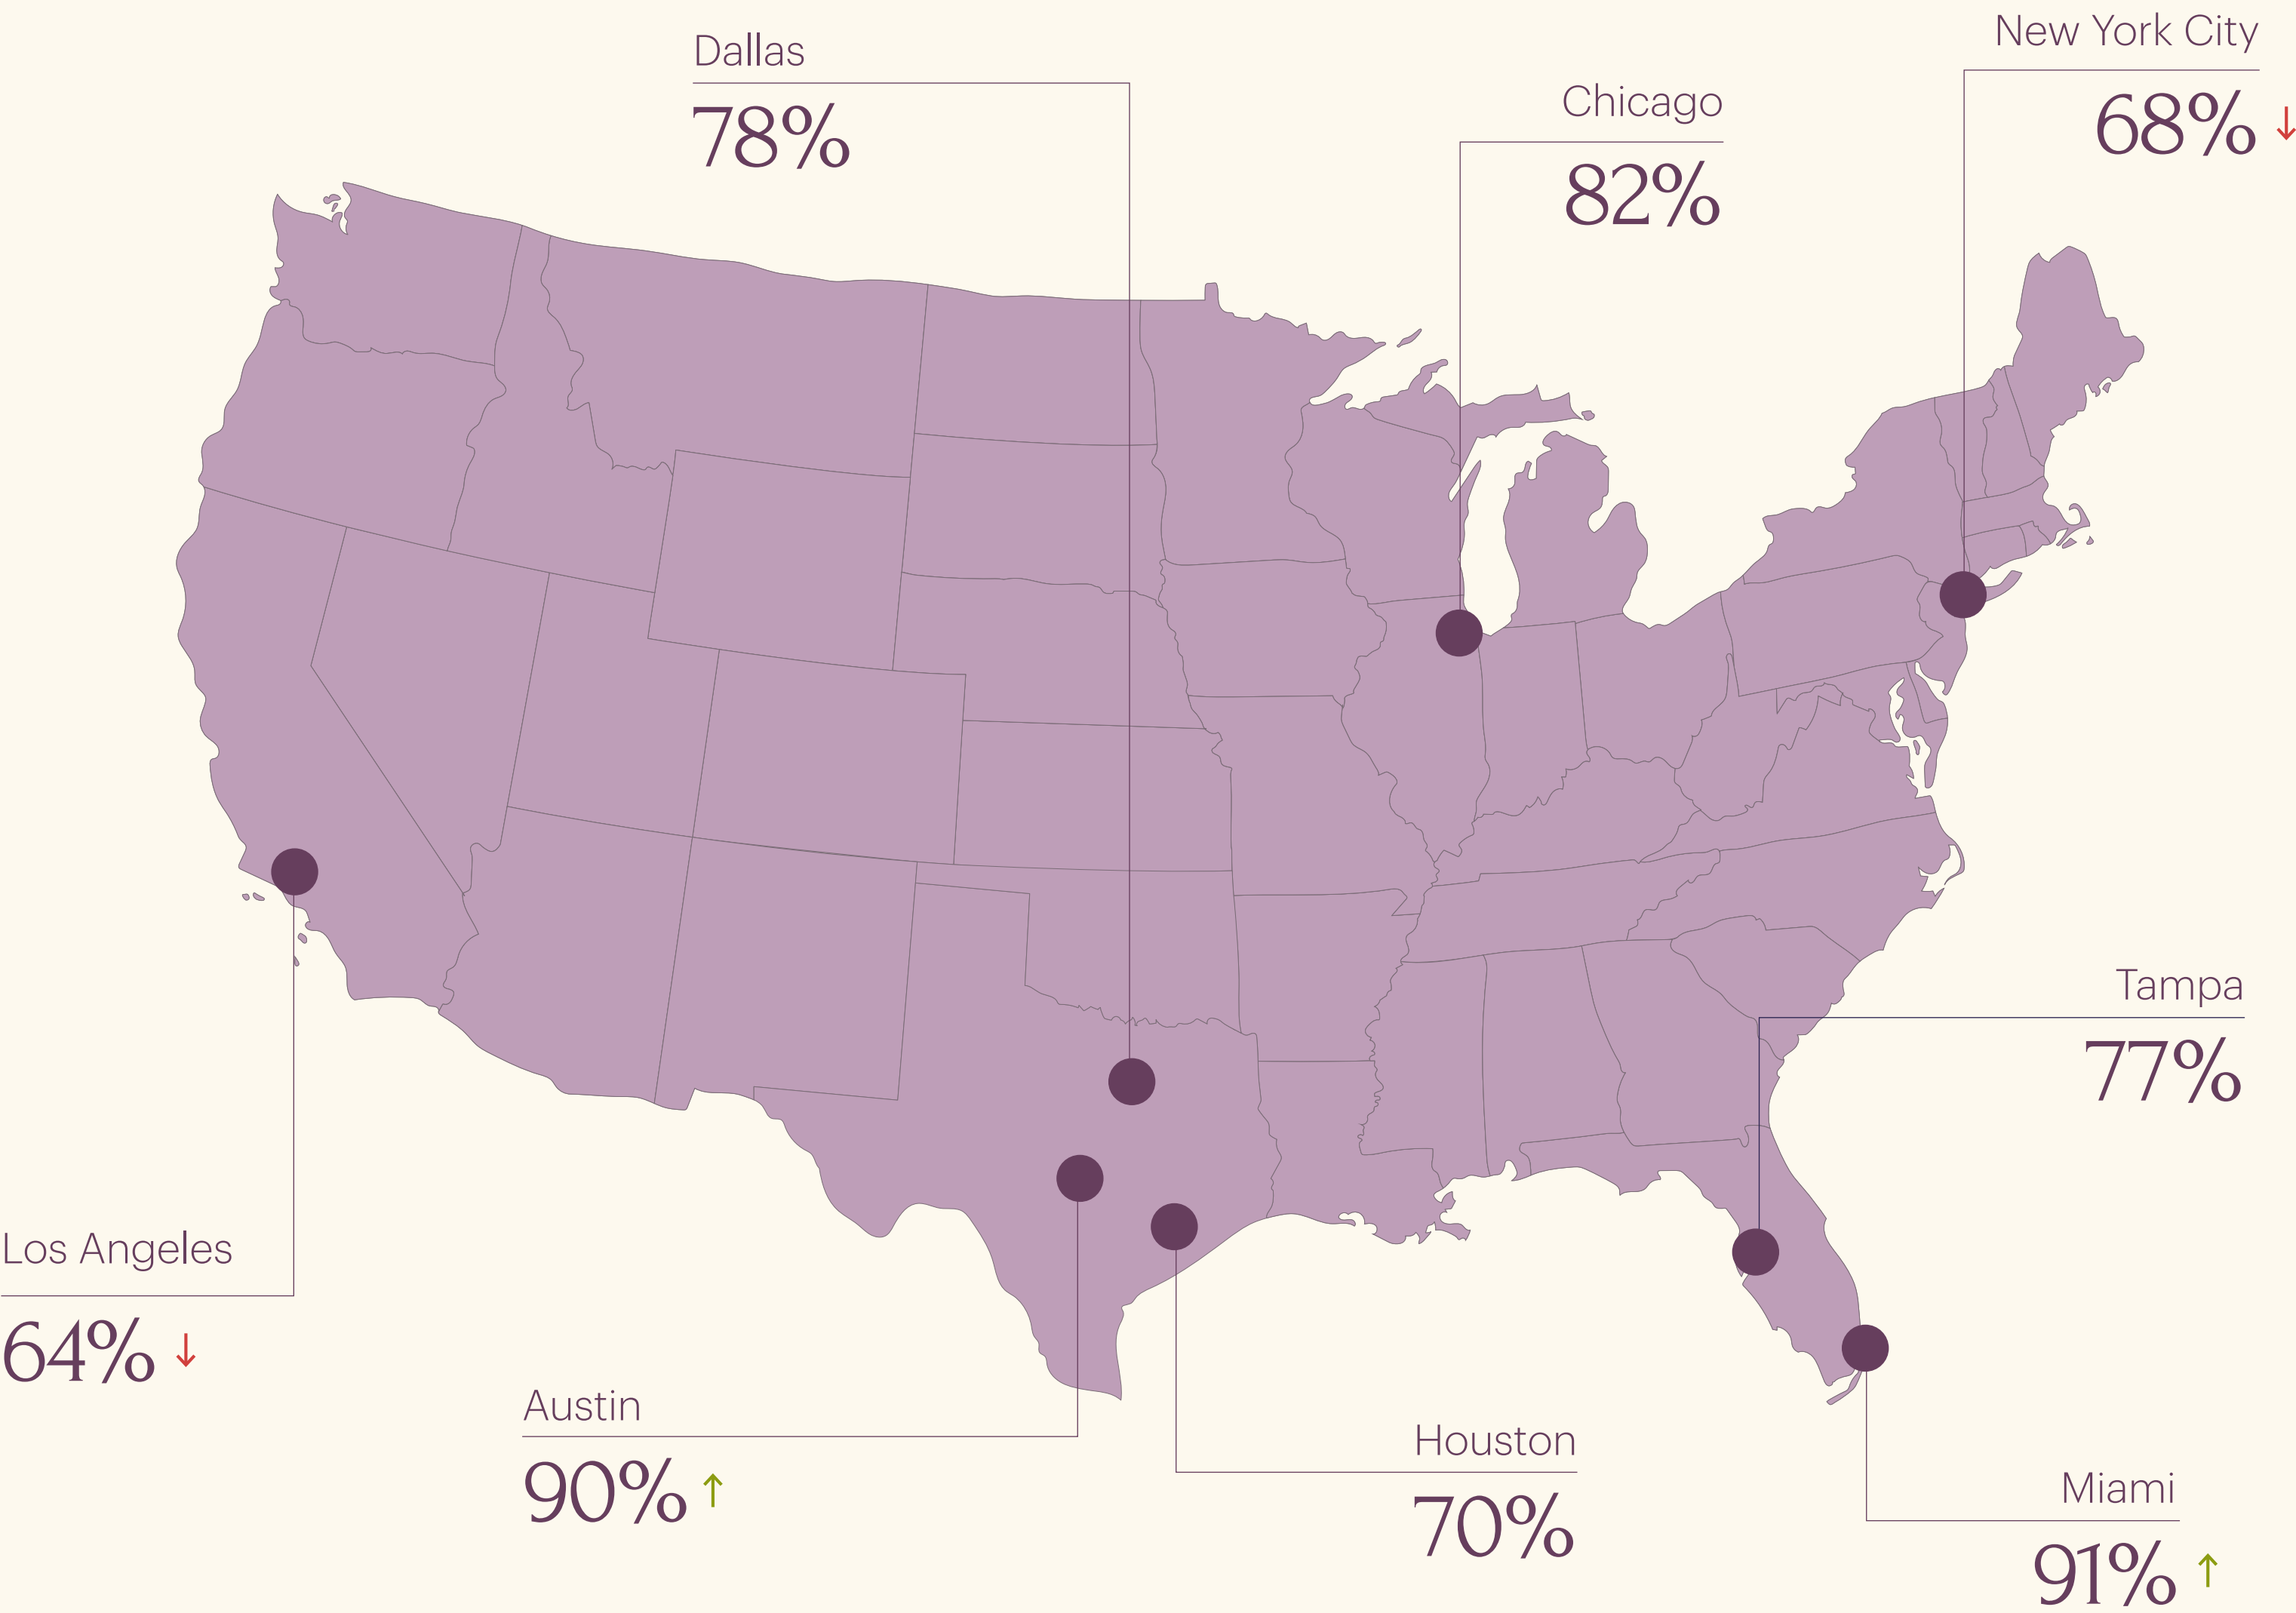 New York City
68% ↓
Dallas
78%
Chicago
82%
Tampa
77%
Los Angeles
64% ↓
Austin
90% ↑
Houston
70%
Miami
91% ↑